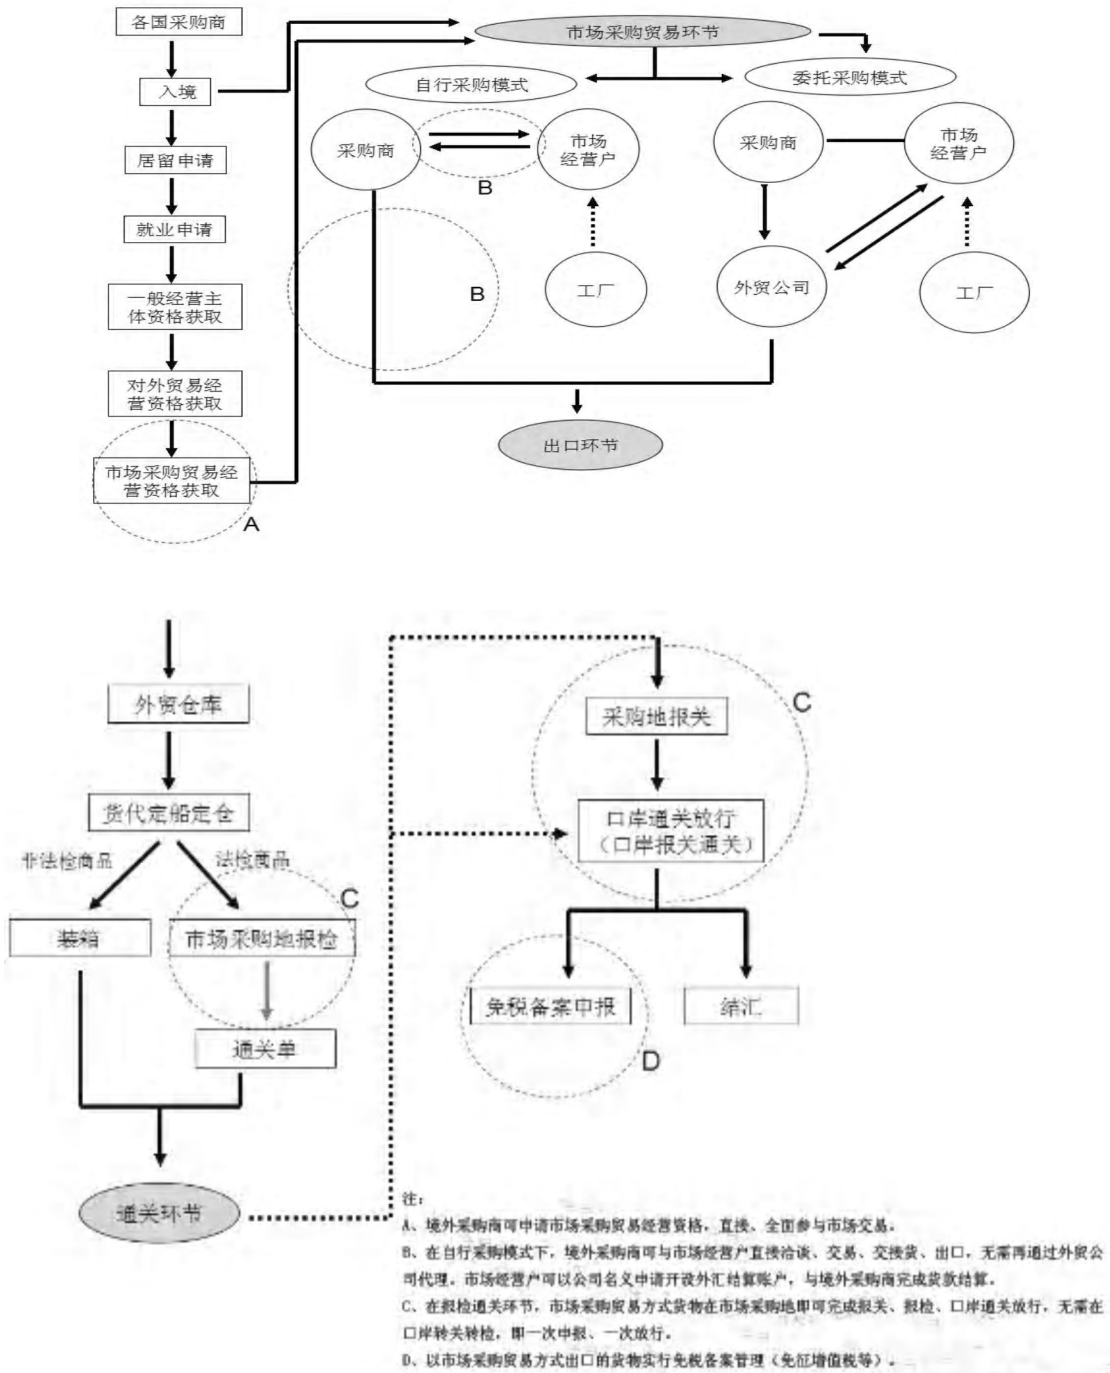 各国采购商
入境
居留申请
就业申请
一般经营主
体资格获取
对外贸易经
营资格获取
市场采购贸易经
营资格获取
A
市场采购贸易环节
自行采购模式
委托采购模式
采购商
市场
经营户
B
B
工厂
采购商
市场
经营户
外贸公司
工厂
出口环节
外贸仓库
货代定船定仓
非法检商品
法检商品
装箱
市场采购地报检
C
通关单
通关环节
采购地报关
C
口岸通关放行
（口岸报关通关）
免税备案申报
结汇
D
注：
A、境外采购商可申请市场采购贸易经营资格，直接、全面参与市场交易。
B、在自行采购模式下，境外采购商可与市场经营户直接洽谈、交易、交接货、出口，无需再通过外贸公
司代理，市场经营户可以公司名义申请开设外汇结算账户，与境外采购商完成货款结算。
C、在报检通关环节，市场采购贸易方式货物在市场采购地即可完成报关、报检、口岸通关放行，无需在
口岸转关转检，即一次申报、一次放行。
D、以市场采购贸易方式出口的货物实行免税备案管理（免征增值税等）。